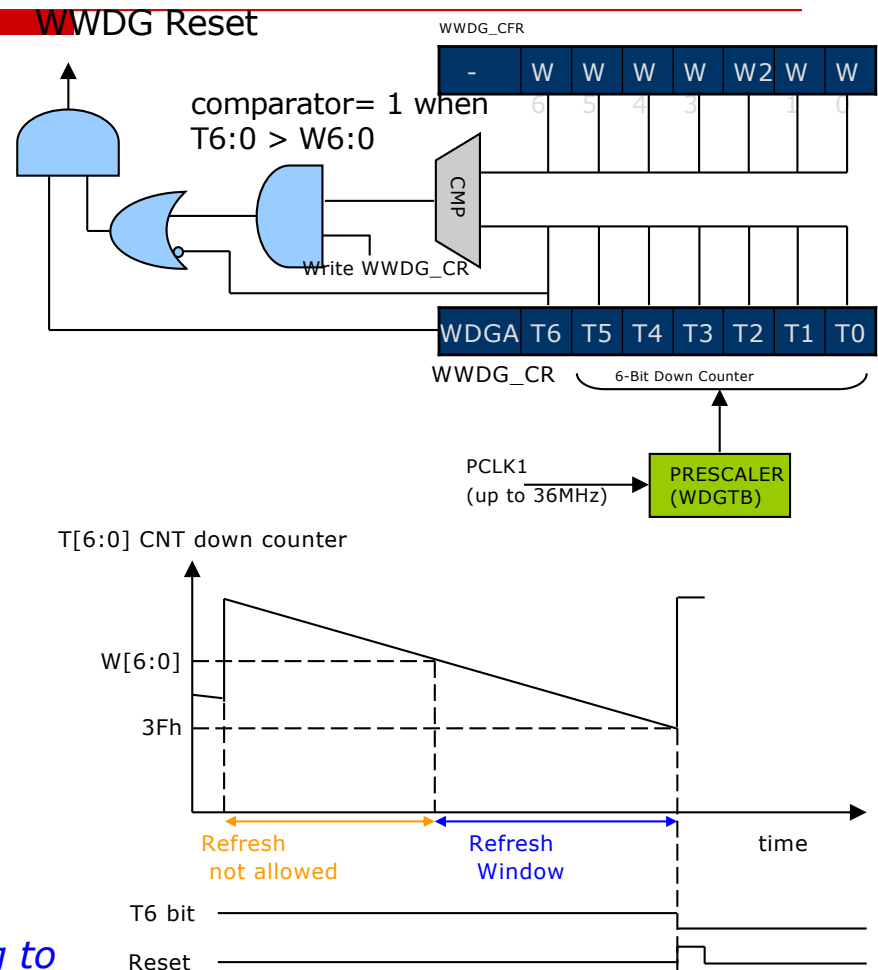 WWDG Reset
WWDG_CFR
- W W W W W2 W W
6 5 4 3 1 0
comparator= 1 when
T6:0 > W6:0
CMP
Write WWDG_CR
WDGA T6 T5 T4 T3 T2 T1 T0
WWDG_CR
6-Bit Down Counter
PCLK1
(up to 36MHz)
PRESCALER
(WDGTB)
T[6:0] CNT down counter
W[6:0]
3Fh
Refresh
not allowed
Refresh
Window
time
T6 bit
to
Reset